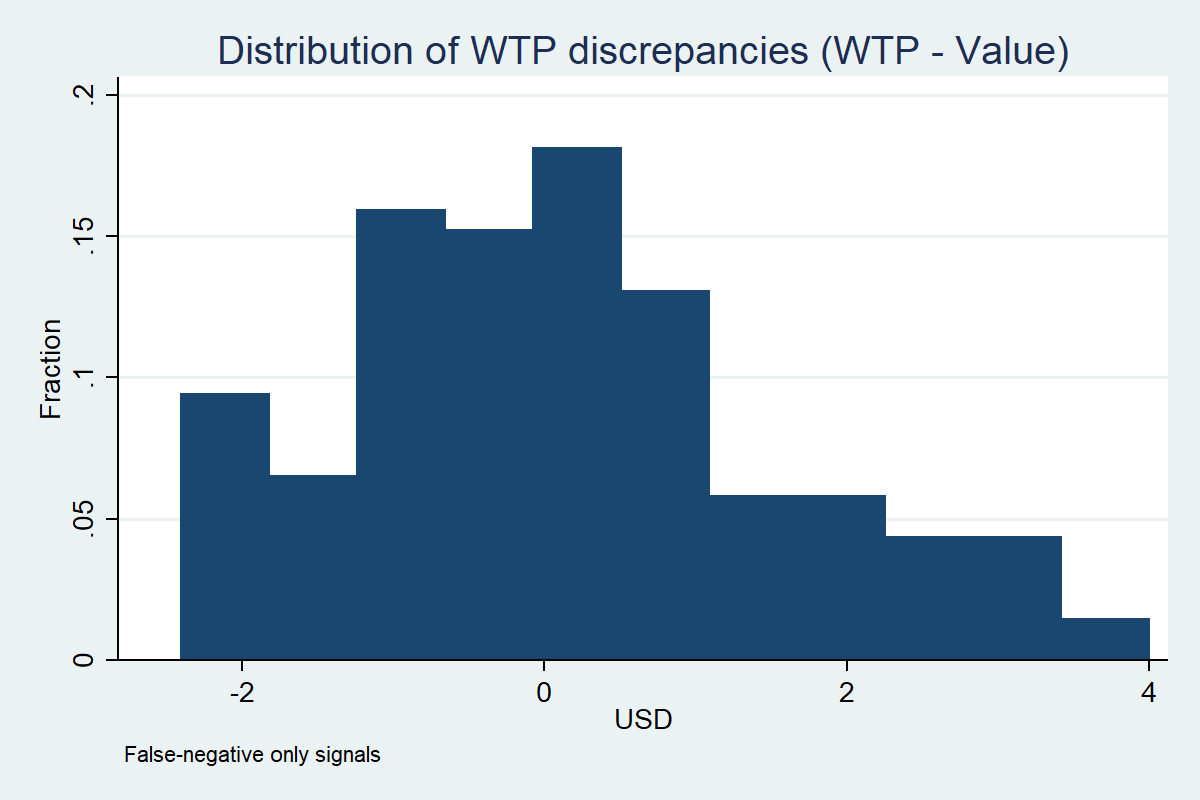 Distribution of WTP discrepancies (WTP - Value)
.2
.15
.1
.05
0
Fraction
-2 0 2 4
USD
False-negative only signals